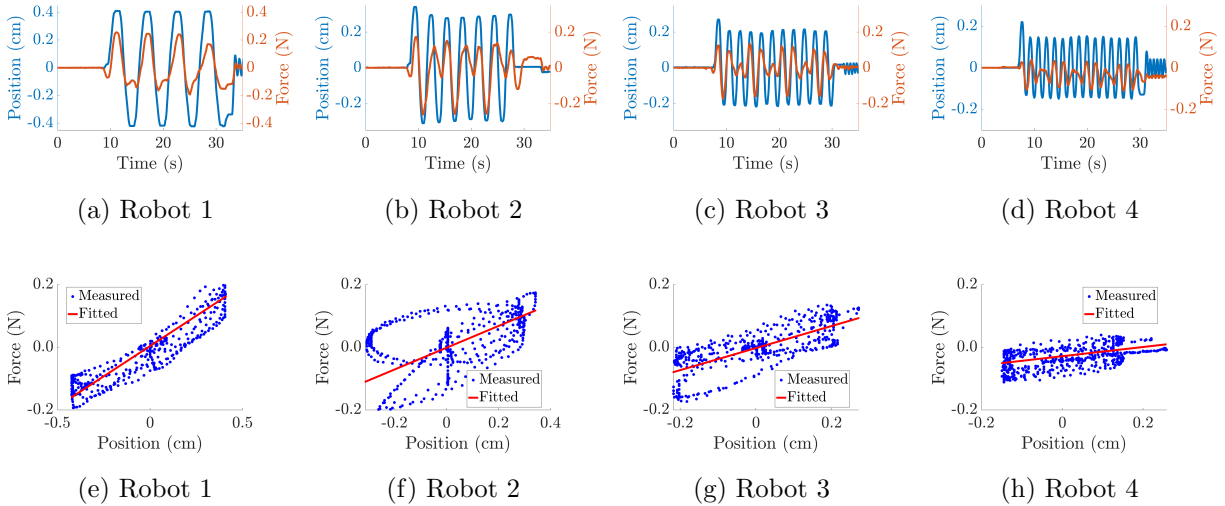 0.4
0.2
0
-0.2
-0.4
Position (cm)
0.4
0.2
0
-0.2
-0.4
Force (N)
0 10 20 30
Time (s)
(a) Robot 1
0.2
0
-0.2
Position (cm)
0.2
0
-0.2
Force (N)
0 10 20 30
Time (s)
(b) Robot 2
0.2
0
-0.2
Position (cm)
0.2
0
-0.2
Force (N)
0 10 20 30
Time (s)
(c) Robot 3
0.2
0
-0.2
Position (cm)
0.2
0
-0.2
Force (N)
0 10 20 30
Time (s)
(d) Robot 4
0.2
0.0
-0.2
Force (N)
Measured
Fitted
-0.5 0 0.5
Position (cm)
(e) Robot 1
0.2
0.0
-0.2
Force (N)
Measured
Fitted
-0.4 -0.2 0 0.2 0.4
Position (cm)
(f) Robot 2
0.2
0.0
-0.2
Force (N)
Measured
Fitted
-0.2 0 0.2
Position (cm)
(g) Robot 3
0.2
0.0
-0.2
Force (N)
Measured
Fitted
-0.2 0 0.2
Position (cm)
(h) Robot 4